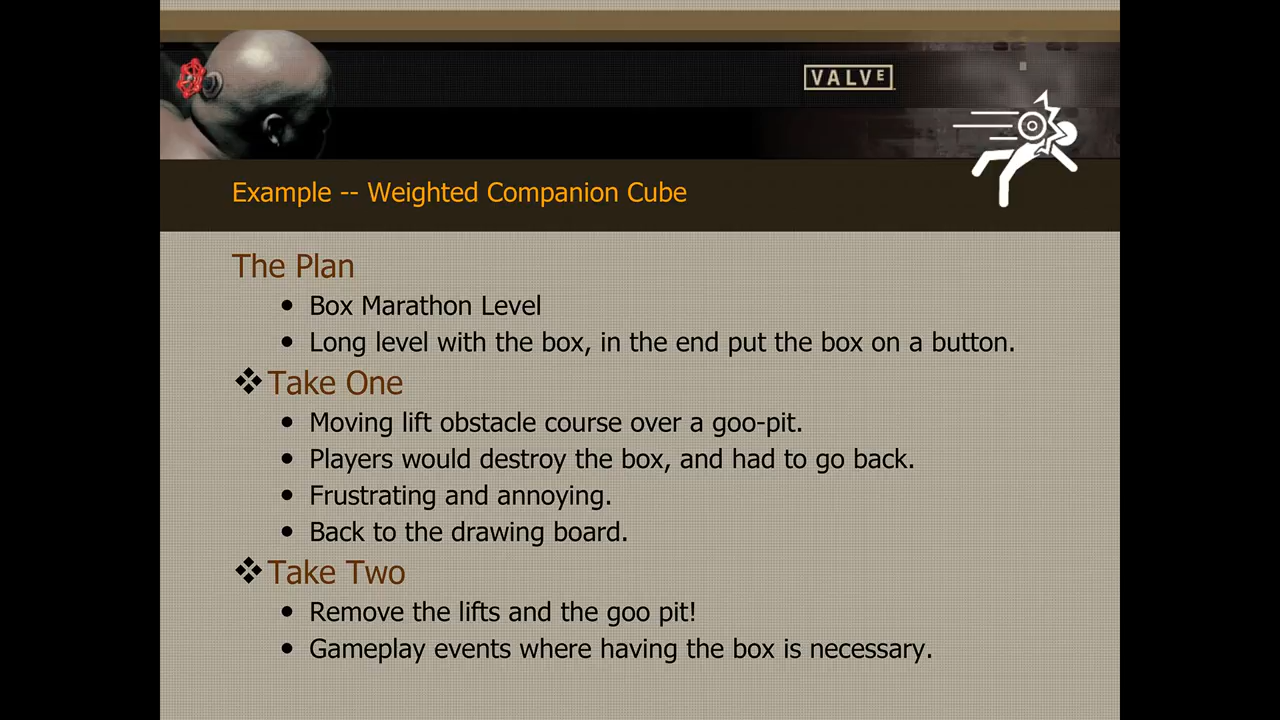 VALVE
Example -- Weighted Companion Cube
The Plan
• Box Marathon Level
• Long level with the box, in the end put the box on a button.
❖ Take One
• Moving lift obstacle course over a goo-pit.
• Players would destroy the box, and had to go back.
• Frustrating and annoying.
• Back to the drawing board.
❖ Take Two
• Remove the lifts and the goo pit!
• Gameplay events where having the box is necessary.